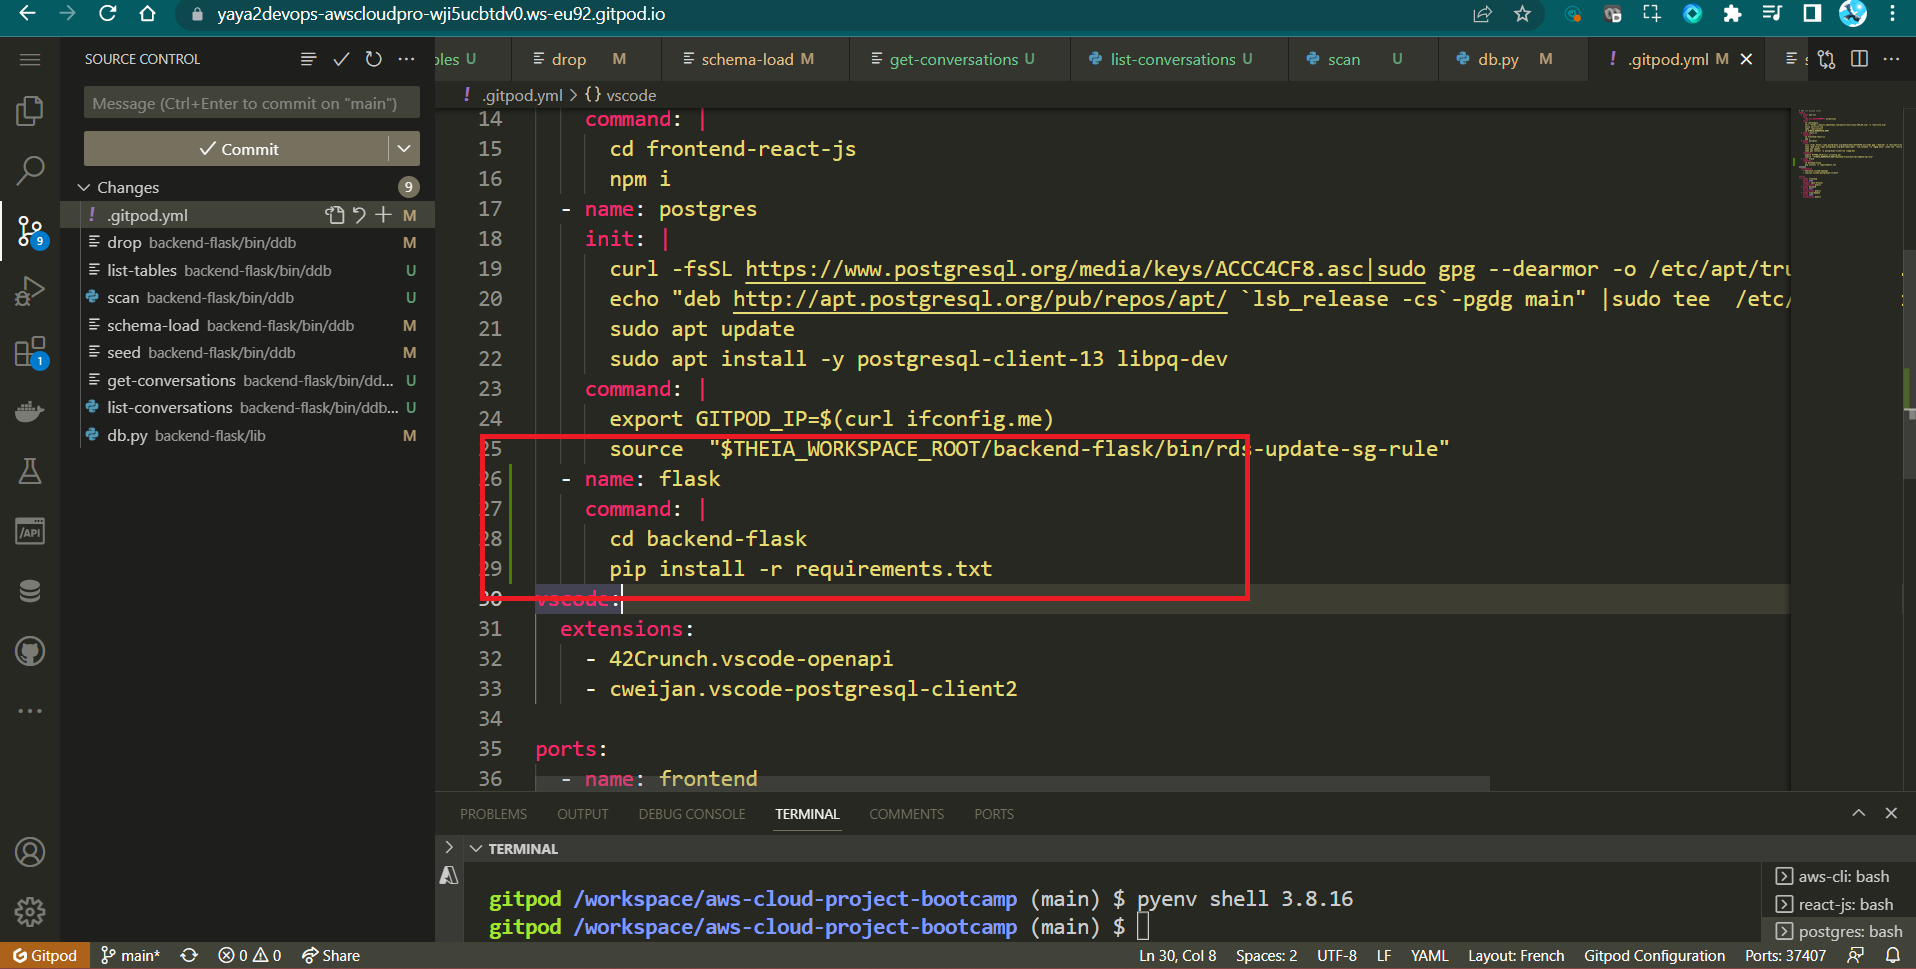 yaya2devops-awscloudpro-wji5ucbtdv0.ws-eu92.gitpod.io
SOURCE CONTROL
Message (Ctrl+Enter to commit on "main")
Commit
Changes 9
.gitpod.yml M
drop backend-flask/bin/ddb M
list-tables backend-flask/bin/ddb U
scan backend-flask/bin/ddb U
schema-load backend-flask/bin/ddb M
seed backend-flask/bin/ddb M
get-conversations backend-flask/bin/dd... U
list-conversations backend-flask/bin/ddb... U
db.py backend-flask/lib M
9
1
/API
bles U drop M schema-load M get-conversations U list-conversations U scan U db.py M ! .gitpod.yml M
! .gitpod.yml > {} vscode
14 command: |
15 cd frontend-react-js
16 npm i
17 - name: postgres
18 init: |
19 curl -fsSL https://www.postgresql.org/media/keys/ACCC4CF8.asc|sudo gpg --dearmor -o /etc/apt/tru
20 echo "deb http://apt.postgresql.org/pub/repos/apt/ `lsb_release -cs`-pgdg main" |sudo tee /etc/
21 sudo apt update
22 sudo apt install -y postgresql-client-13 libpq-dev
23 command: |
24 export GITPOD_IP=$(curl ifconfig.me)
25 source "$THEIA_WORKSPACE_ROOT/backend-flask/bin/rds-update-sg-rule"
26 - name: flask
27 command: |
28 cd backend-flask
29 pip install -r requirements.txt
30 vscode:
31 extensions:
32 - 42Crunch.vscode-openapi
33 - cweijan.vscode-postgresql-client2
34
35 ports:
36 - name: frontend
PROBLEMS OUTPUT DEBUG CONSOLE TERMINAL COMMENTS PORTS
TERMINAL
gitpod /workspace/aws-cloud-project-bootcamp (main) $ pyenv shell 3.8.16
gitpod /workspace/aws-cloud-project-bootcamp (main) $
aws-cli: bash
react-js: bash
postgres: bash
Gitpod main* 0 0 Share Ln 30, Col 8 Spaces: 2 UTF-8 LF YAML Layout: French Gitpod Configuration Ports: 37407